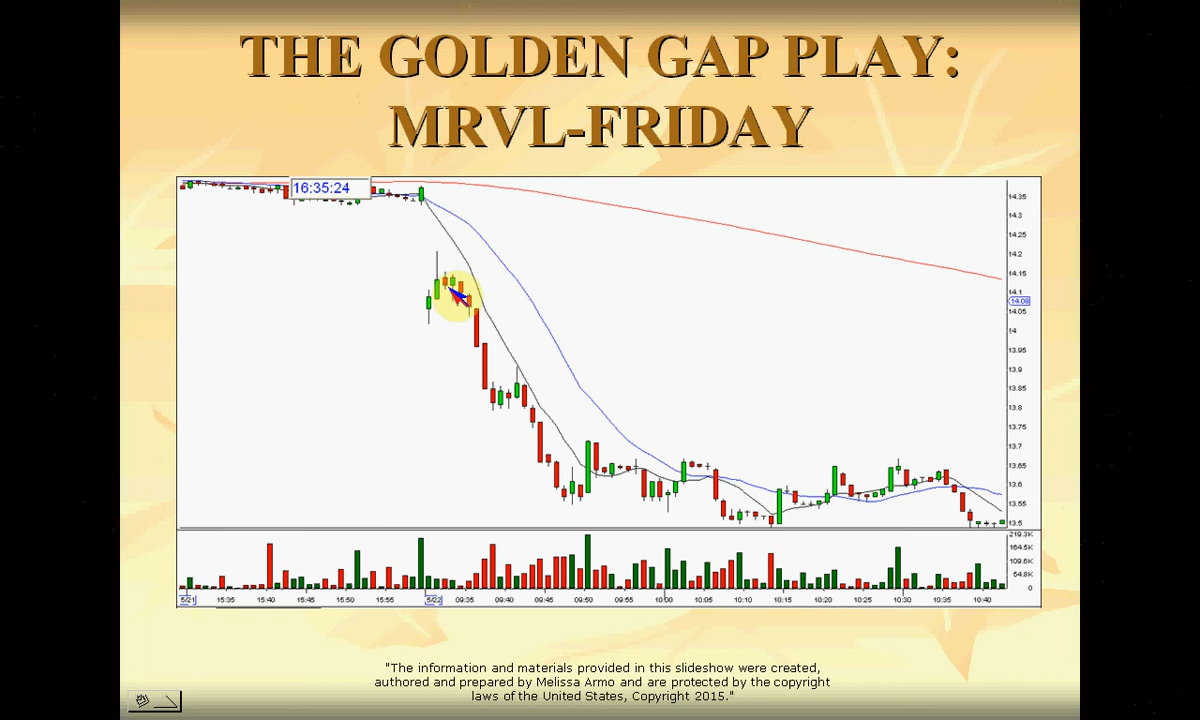 THE GOLDEN GAP PLAY:
MRVL-FRIDAY
16:35:24
14.35
14.3
14.25
14.2
14.15
14.1
14.08
14.05
14
13.95
13.9
13.85
13.8
13.75
13.7
13.65
13.6
13.55
13.5
219.3K
164.5K
109.6K
54.8K
0
5/21 15:35 15:40 15:45 15:50 15:55 5/22 09:35 09:40 09:45 09:50 09:55 10:00 10:05 10:10 10:15 10:20 10:25 10:30 10:35 10:40
"The information and materials provided in this slideshow were created,
authored and prepared by Melissa Armo and are protected by the copyright
laws of the United States, Copyright 2015."